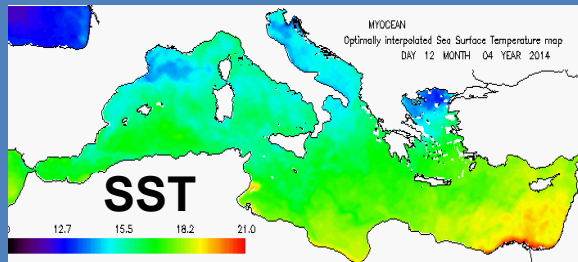 MYOCEAN
Optimally interpolated Sea Surface Temperature map
DAY 12 MONTH 04 YEAR 2014
SST
0 12.7 15.5 18.2 21.0